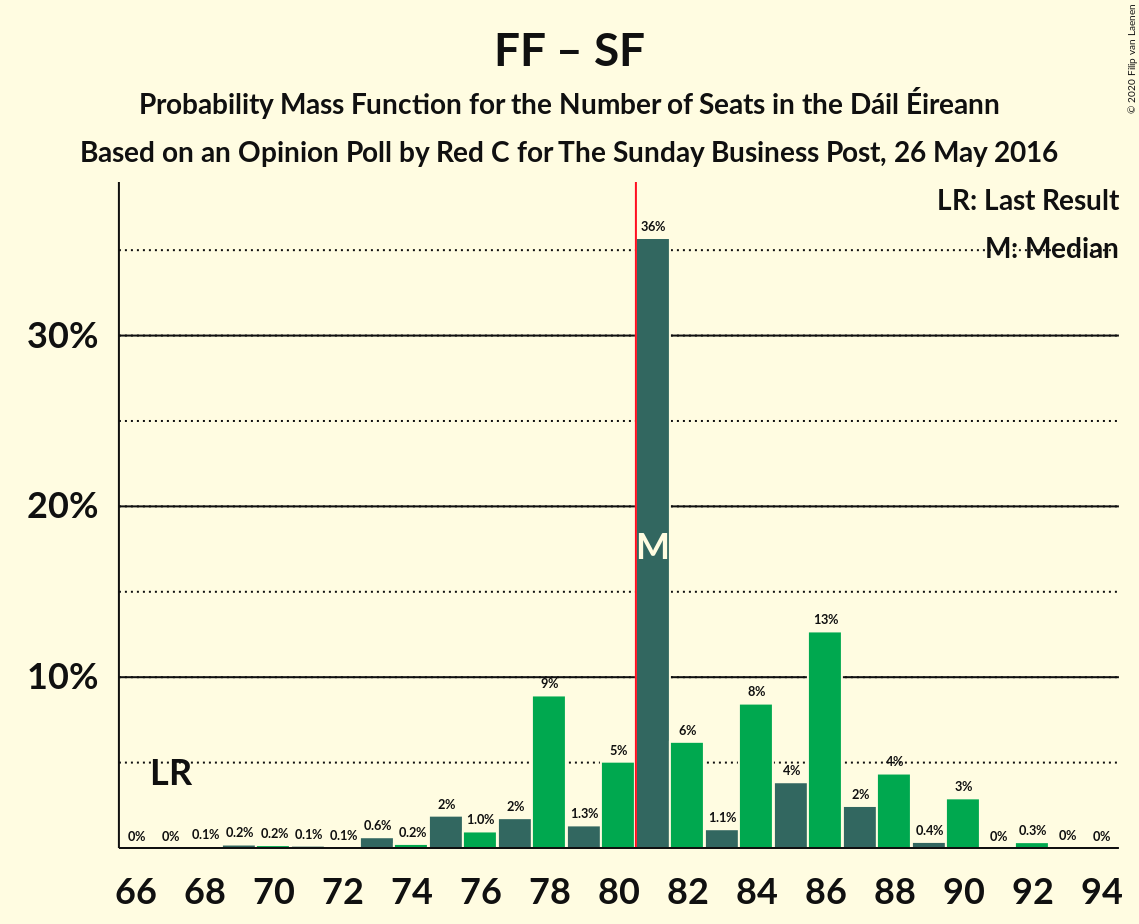 FF – SF
Probability Mass Function for the Number of Seats in the Dáil Éireann
Based on an Opinion Poll by Red C for The Sunday Business Post, 26 May 2016
© 2020 Filip van Laenen
LR: Last Result
M: Median
30%
20%
10%
LR
M
0% 0% 0.1% 0.2% 0.2% 0.1% 0.1% 0.6% 0.2% 2% 1.0% 2% 9% 1.3% 5% 36% 6% 1.1% 8% 4% 13% 2% 4% 0.4% 3% 0% 0.3% 0% 0%
66 68 70 72 74 76 78 80 82 84 86 88 90 92 94